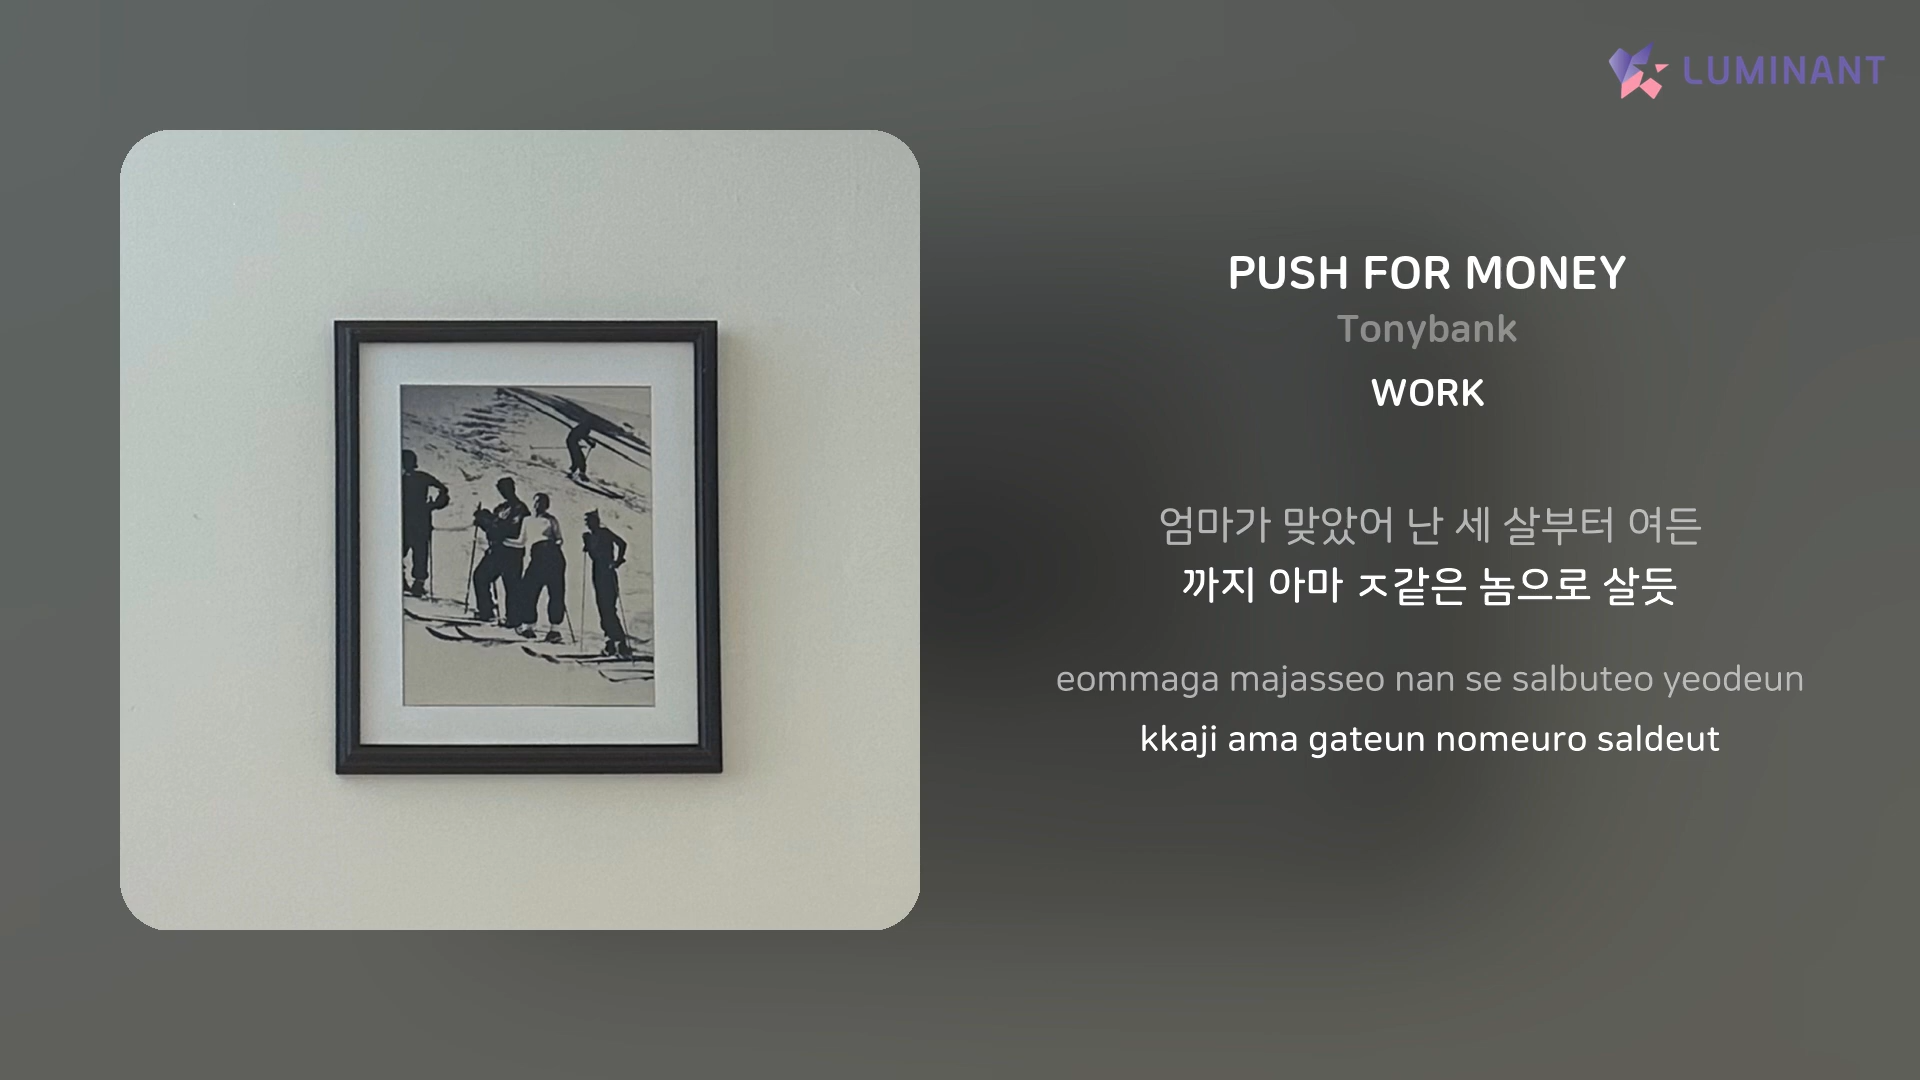 LUMINANT
PUSH FOR MONEY
Tonybank
WORK
엄마가 맞았어 난 세 살부터 여든
까지 아마 ㅈ같은 놈으로 살듯
eommaga majasseo nan se salbuteo yeodeun
kkaji ama gateun nomeuro saldeut